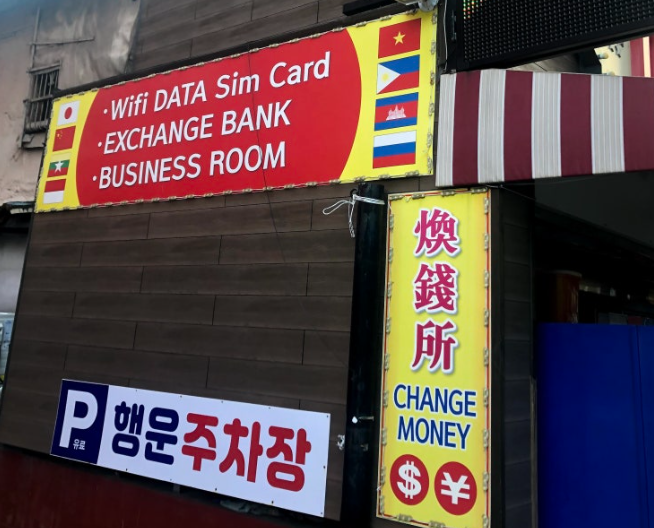 ·Wifi DATA Sim Card
·EXCHANGE BANK
·BUSINESS ROOM
煥錢所
CHANGE
MONEY
$ ¥
P 행운주차장
유료